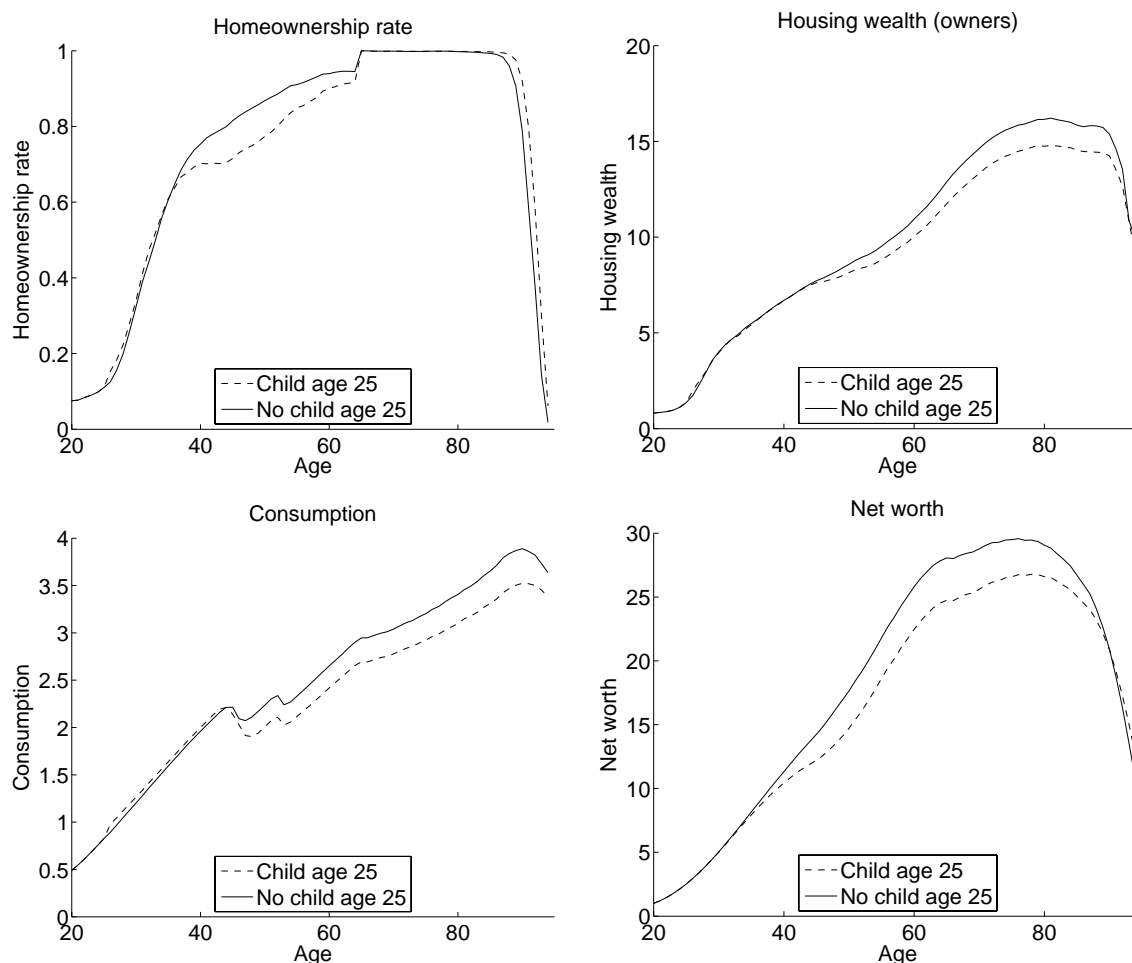 Homeownership rate
Homeownership rate
1
0.8
0.6
0.4
0.2
0
20
40
60
80
Age
Child age 25
No child age 25
Housing wealth (owners)
Housing wealth
20
15
10
5
0
20
40
60
80
Age
Child age 25
No child age 25
Consumption
Consumption
4
3.5
3
2.5
2
1.5
1
0.5
0
20
40
60
80
Age
Child age 25
No child age 25
Net worth
Net worth
30
25
20
15
10
5
0
20
40
60
80
Age
Child age 25
No child age 25